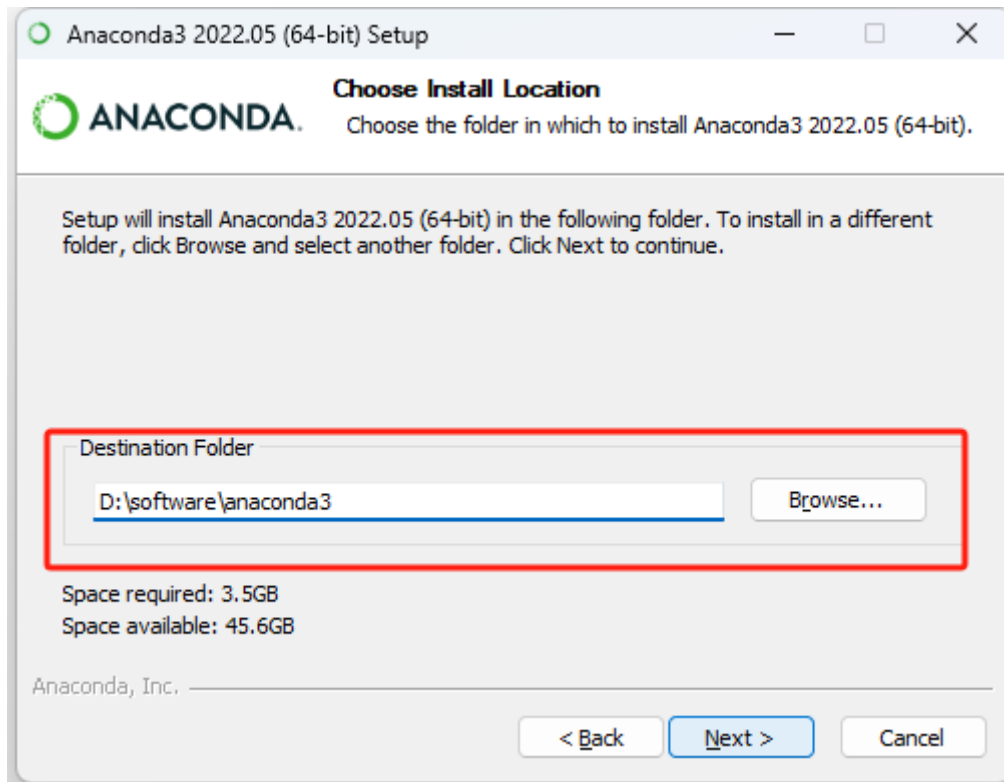 Anaconda3 2022.05 (64-bit) Setup
ANACONDA.
Choose Install Location
Choose the folder in which to install Anaconda3 2022.05 (64-bit).
Setup will install Anaconda3 2022.05 (64-bit) in the following folder. To install in a different
folder, click Browse and select another folder. Click Next to continue.
Destination Folder
D:\software\anaconda3
Browse...
Space required: 3.5GB
Space available: 45.6GB
Anaconda, Inc.
< Back
Next >
Cancel